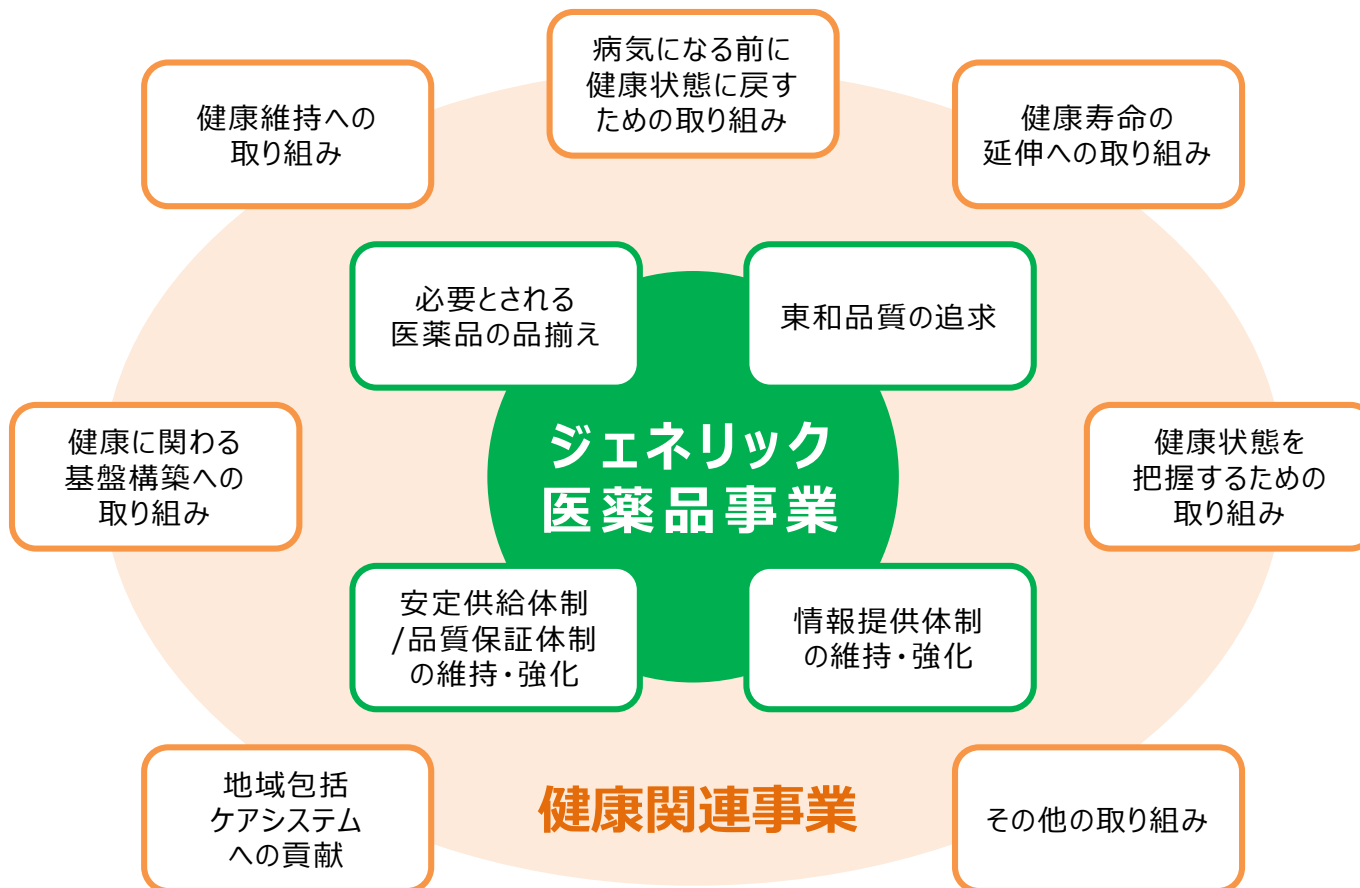 病気になる前に
健康状態に戻す
ための取り組み
健康維持への
取り組み
健康寿命の
延伸への取り組み
必要とされる
医薬品の品揃え
東和品質の追求
健康に関わる
基盤構築への
取り組み
ジェネリック
医薬品事業
健康状態を
把握するための
取り組み
安定供給体制
/品質保証体制
の維持・強化
情報提供体制
の維持・強化
地域包括
ケアシステム
への貢献
健康関連事業
その他の取り組み